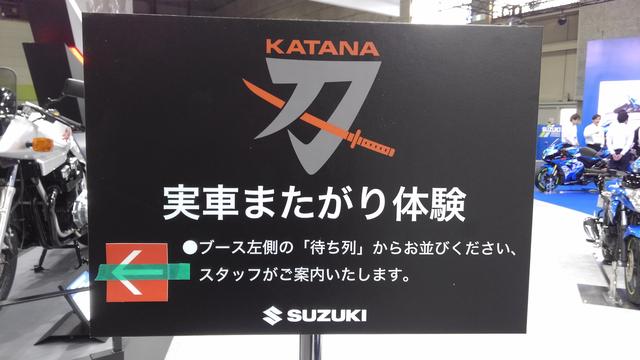 KATANA
刀
実車またがり体験
●ブース左側の「待ち列」からお並びください、
スタッフがご案内いたします。
SUZUKI